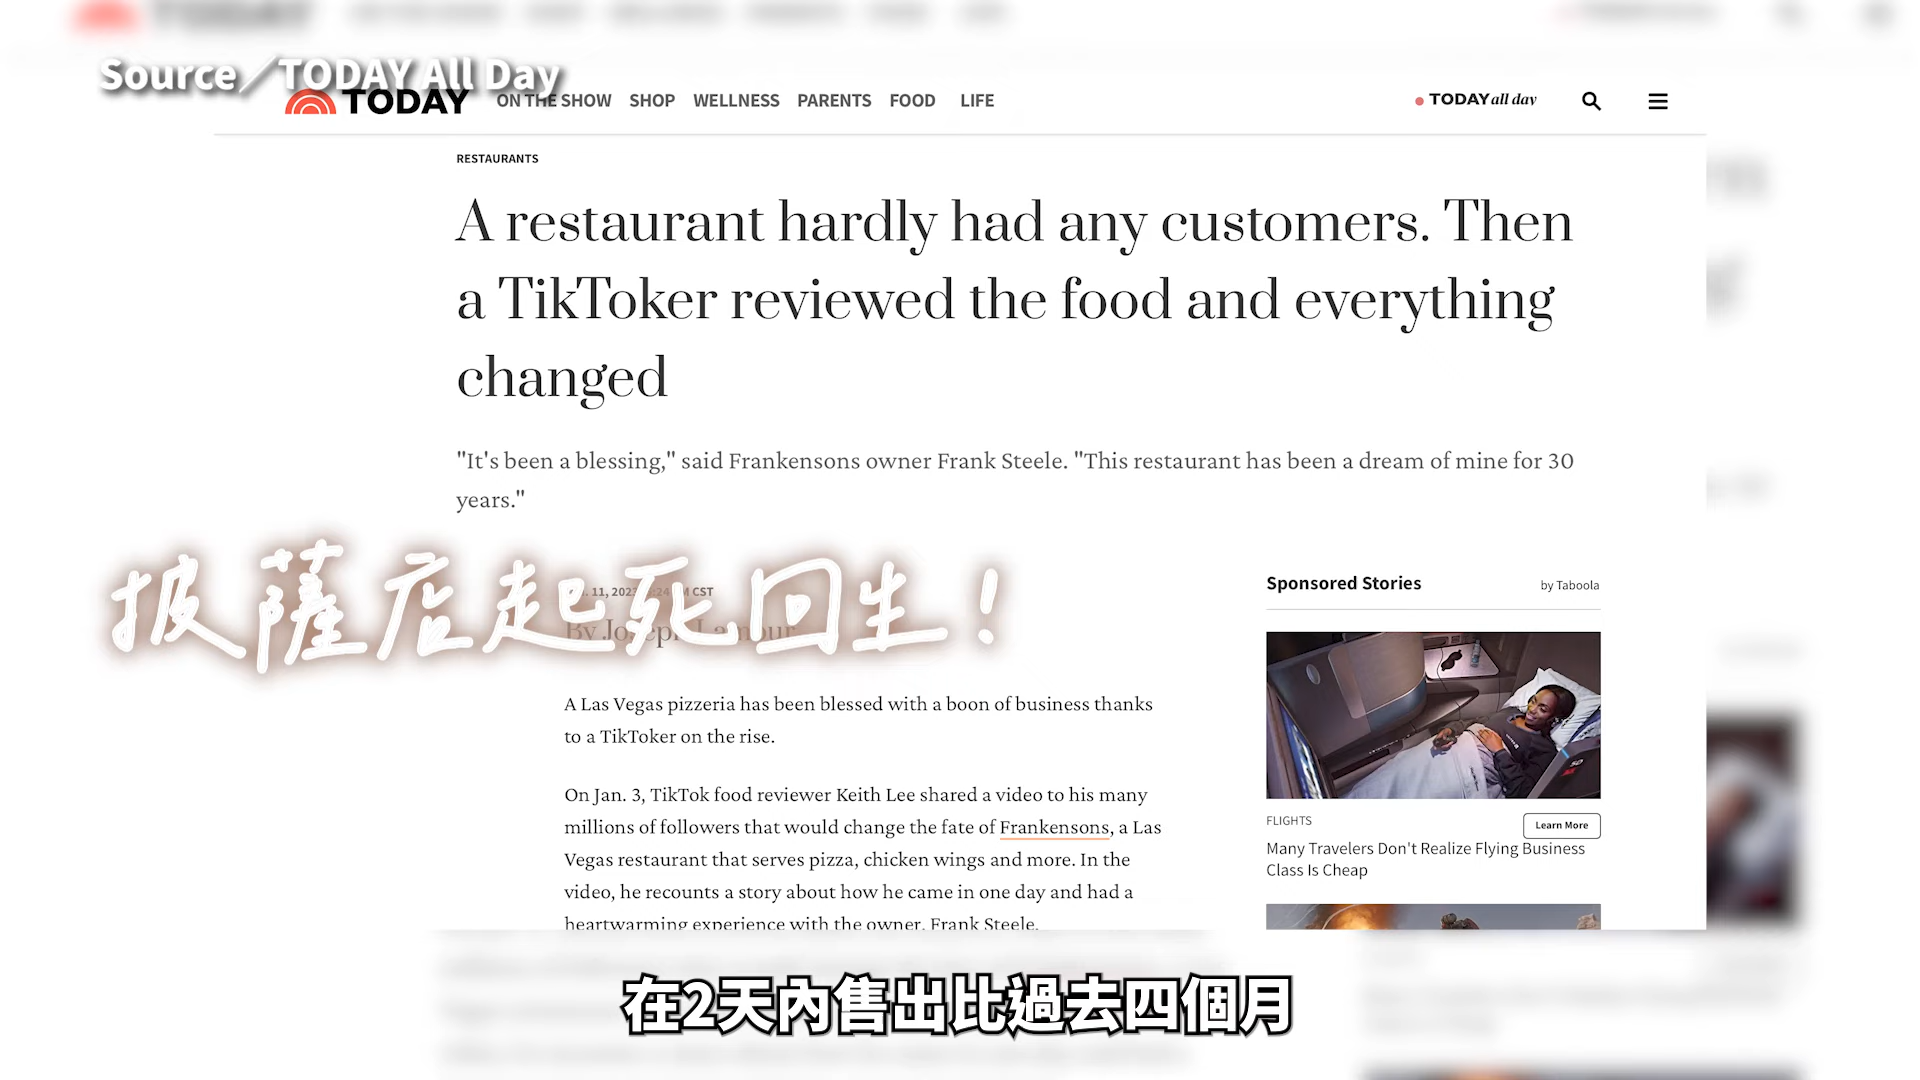 Source／TODAY All Day
TODAY
ON THE SHOW SHOP WELLNESS PARENTS FOOD LIFE
TODAY all day
RESTAURANTS
A restaurant hardly had any customers. Then
a TikToker reviewed the food and everything
changed
"It's been a blessing," said Frankensons owner Frank Steele. "This restaurant has been a dream of mine for 30
years."
披薩店起死回生！
11, 2023 CST
By Joseph Lamour
A Las Vegas pizzeria has been blessed with a boon of business thanks
to a TikToker on the rise.
On Jan. 3, TikTok food reviewer Keith Lee shared a video to his many
millions of followers that would change the fate of Frankensons, a Las
Vegas restaurant that serves pizza, chicken wings and more. In the
video, he recounts a story about how he came in one day and had a
heartwarming experience with the owner, Frank Steele.
Sponsored Stories
by Taboola
FLIGHTS
Learn More
Many Travelers Don't Realize Flying Business
Class Is Cheap
在2天內售出比過去四個月